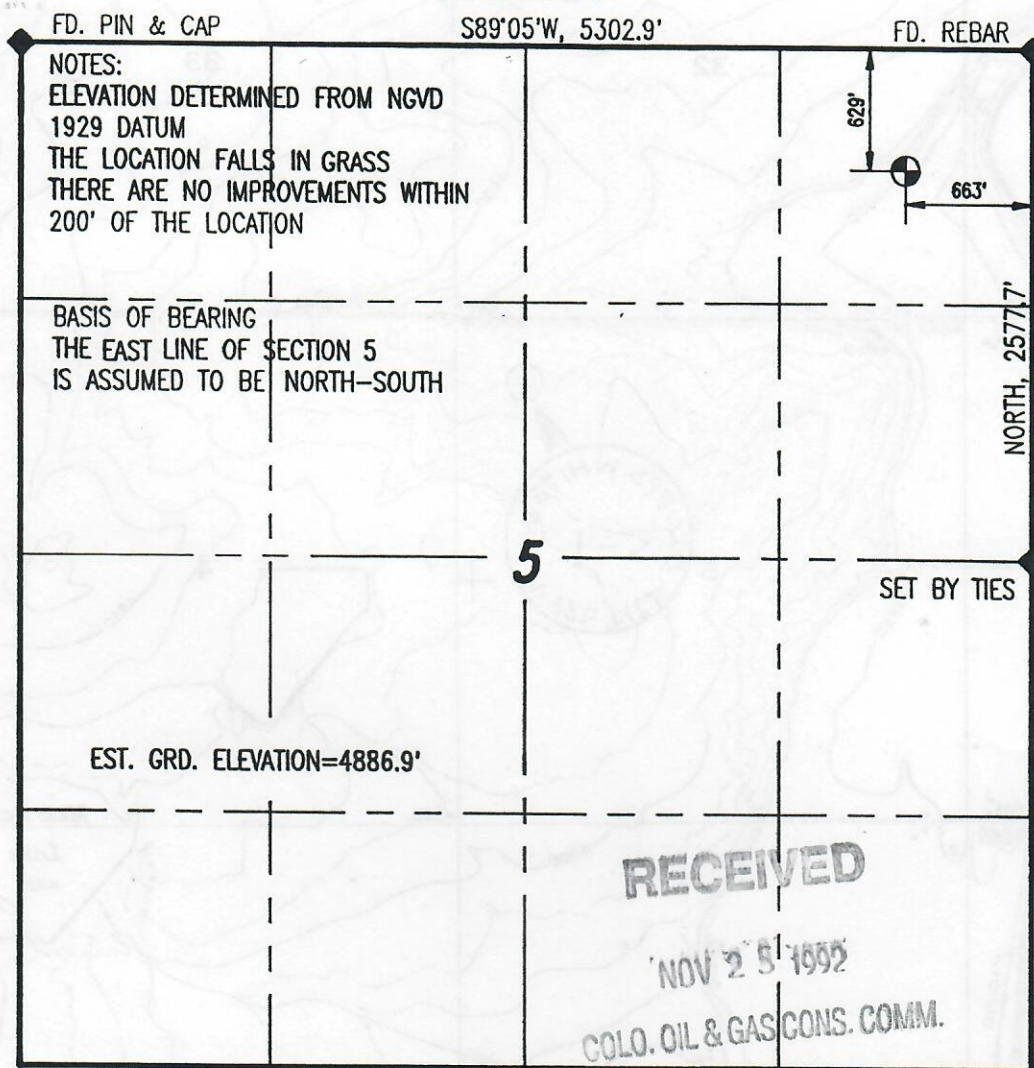 FD. PIN & CAP
S89°05'W, 5302.9'
FD. REBAR
NOTES:
ELEVATION DETERMINED FROM NGVD
1929 DATUM
THE LOCATION FALLS IN GRASS
THERE ARE NO IMPROVEMENTS WITHIN
200' OF THE LOCATION
629'
663'
BASIS OF BEARING
THE EAST LINE OF SECTION 5
IS ASSUMED TO BE NORTH-SOUTH
NORTH, 2577.7'
5
SET BY TIES
EST. GRD. ELEVATION=4886.9'
RECEIVED
NOV 2 5 1992
COLO. OIL & GAS CONS. COMM.